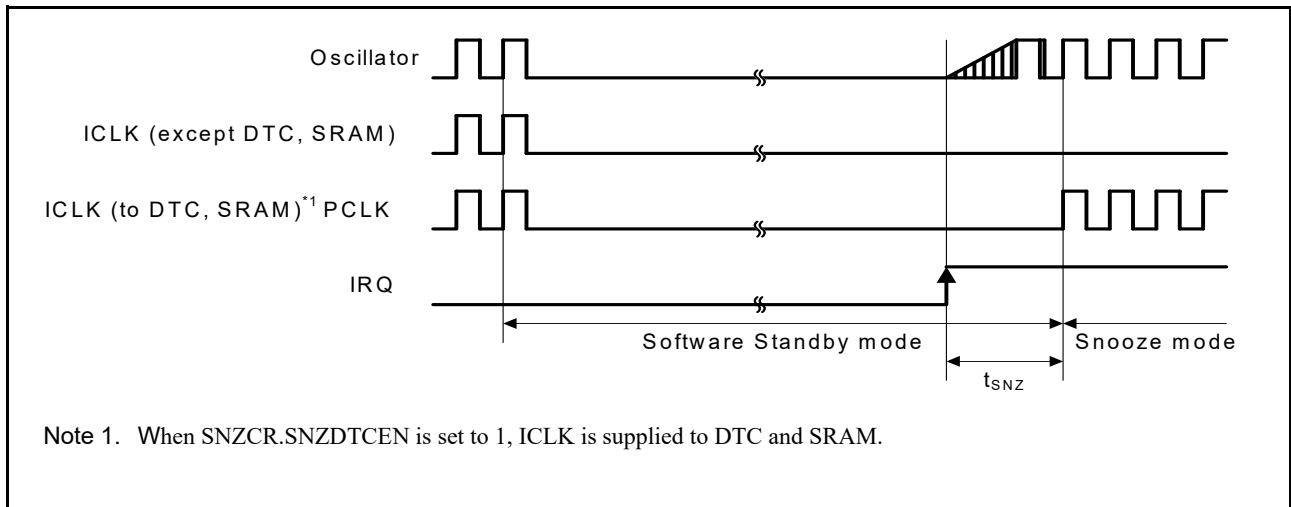 Oscillator
ICLK (except DTC, SRAM)
ICLK (to DTC, SRAM)*1 PCLK
IRQ
Software Standby mode
Snooze mode
tSNZ
Note 1. When SNZCR.SNZDTCEN is set to 1, ICLK is supplied to DTC and SRAM.